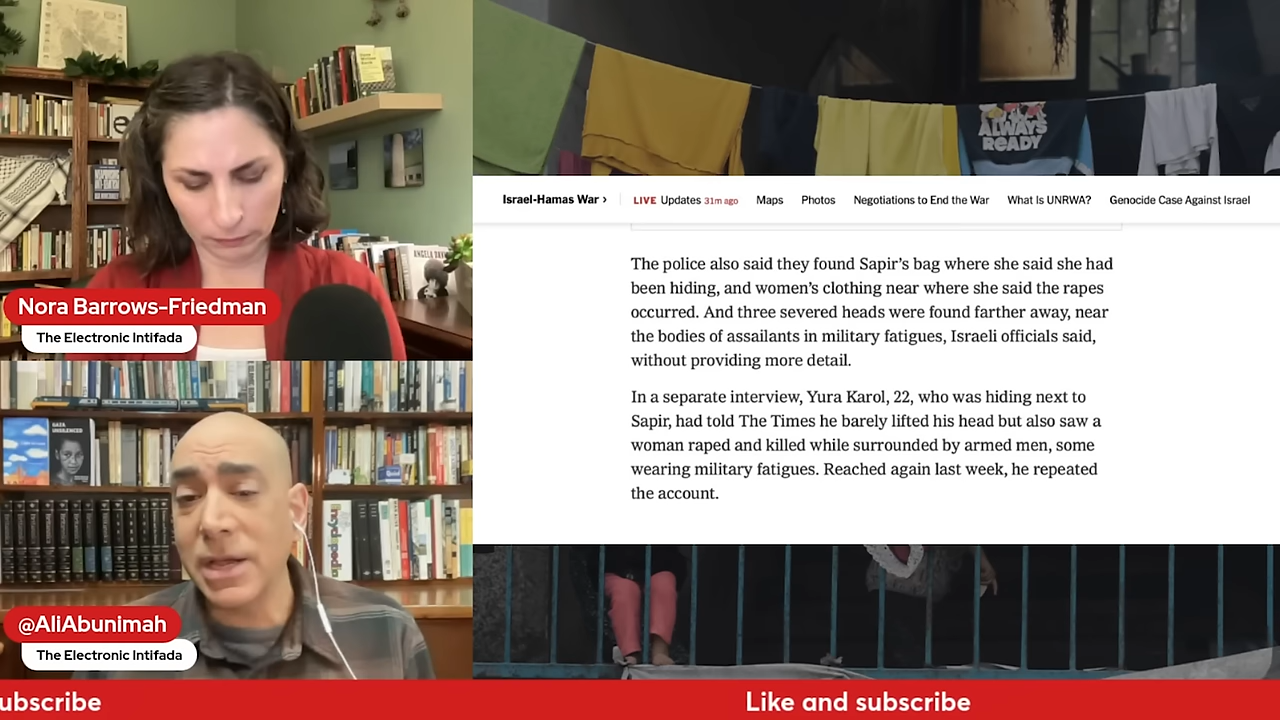 ALWAYS
READY
Israel-Hamas War ›
LIVE Updates 31m ago
Maps
Photos
Negotiations to End the War
What Is UNRWA?
Genocide Case Against Israel
The police also said they found Sapir’s bag where she said she had
been hiding, and women’s clothing near where she said the rapes
occurred. And three severed heads were found farther away, near
the bodies of assailants in military fatigues, Israeli officials said,
without providing more detail.
In a separate interview, Yura Karol, 22, who was hiding next to
Sapir, had told The Times he barely lifted his head but also saw a
woman raped and killed while surrounded by armed men, some
wearing military fatigues. Reached again last week, he repeated
the account.
ANGELA DAVIS
Nora Barrows-Friedman
The Electronic Intifada
GAZA
UNSILENCED
@AliAbunimah
The Electronic Intifada
ubscribe
Like and subscribe